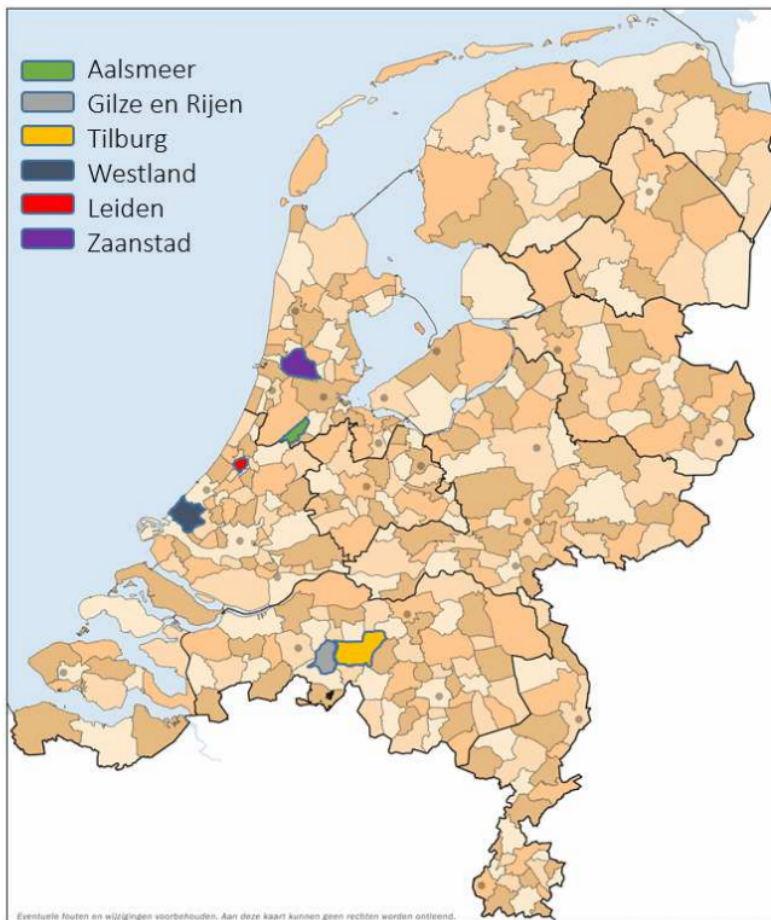 Aalsmeer
Gilze en Rijen
Tilburg
Westland
Leiden
Zaanstad
Eventuele fouten en wijzigingen voorbehouden. Aan deze kaart kunnen geen rechten worden ontleend.